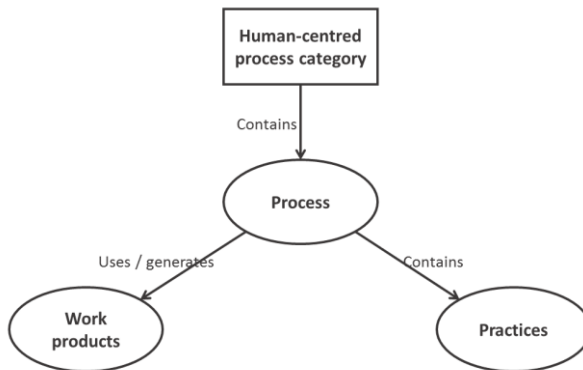 Human-centred
process category
Contains
Process
Uses / generates
Contains
Work
products
Practices